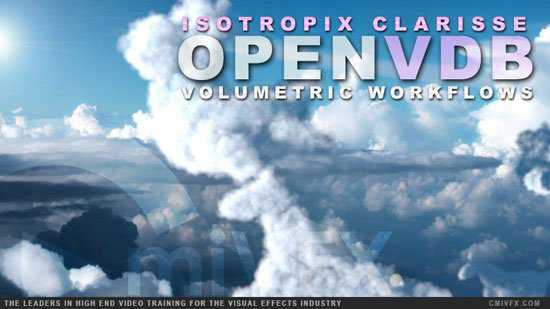 ISOTROPIX CLARISSE
OPENVDB
VOLUMETRIC WORKFLOWS
cmiVFX
THE LEADERS IN HIGH END VIDEO TRAINING FOR THE VISUAL EFFECTS INDUSTRY
CMIVFX.COM